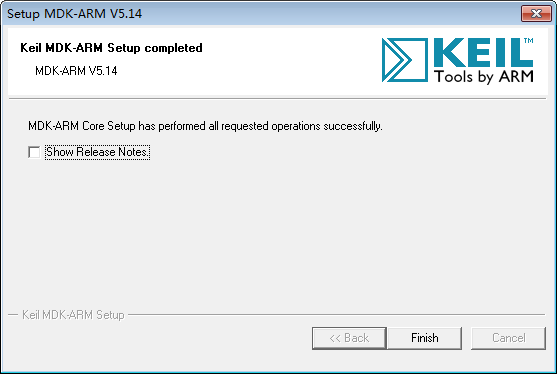 Setup MDK-ARM V5.14
Keil MDK-ARM Setup completed
MDK-ARM V5.14
KEIL™
Tools by ARM
MDK-ARM Core Setup has performed all requested operations successfully.
Show Release Notes.
Keil MDK-ARM Setup
<< Back
Finish
Cancel